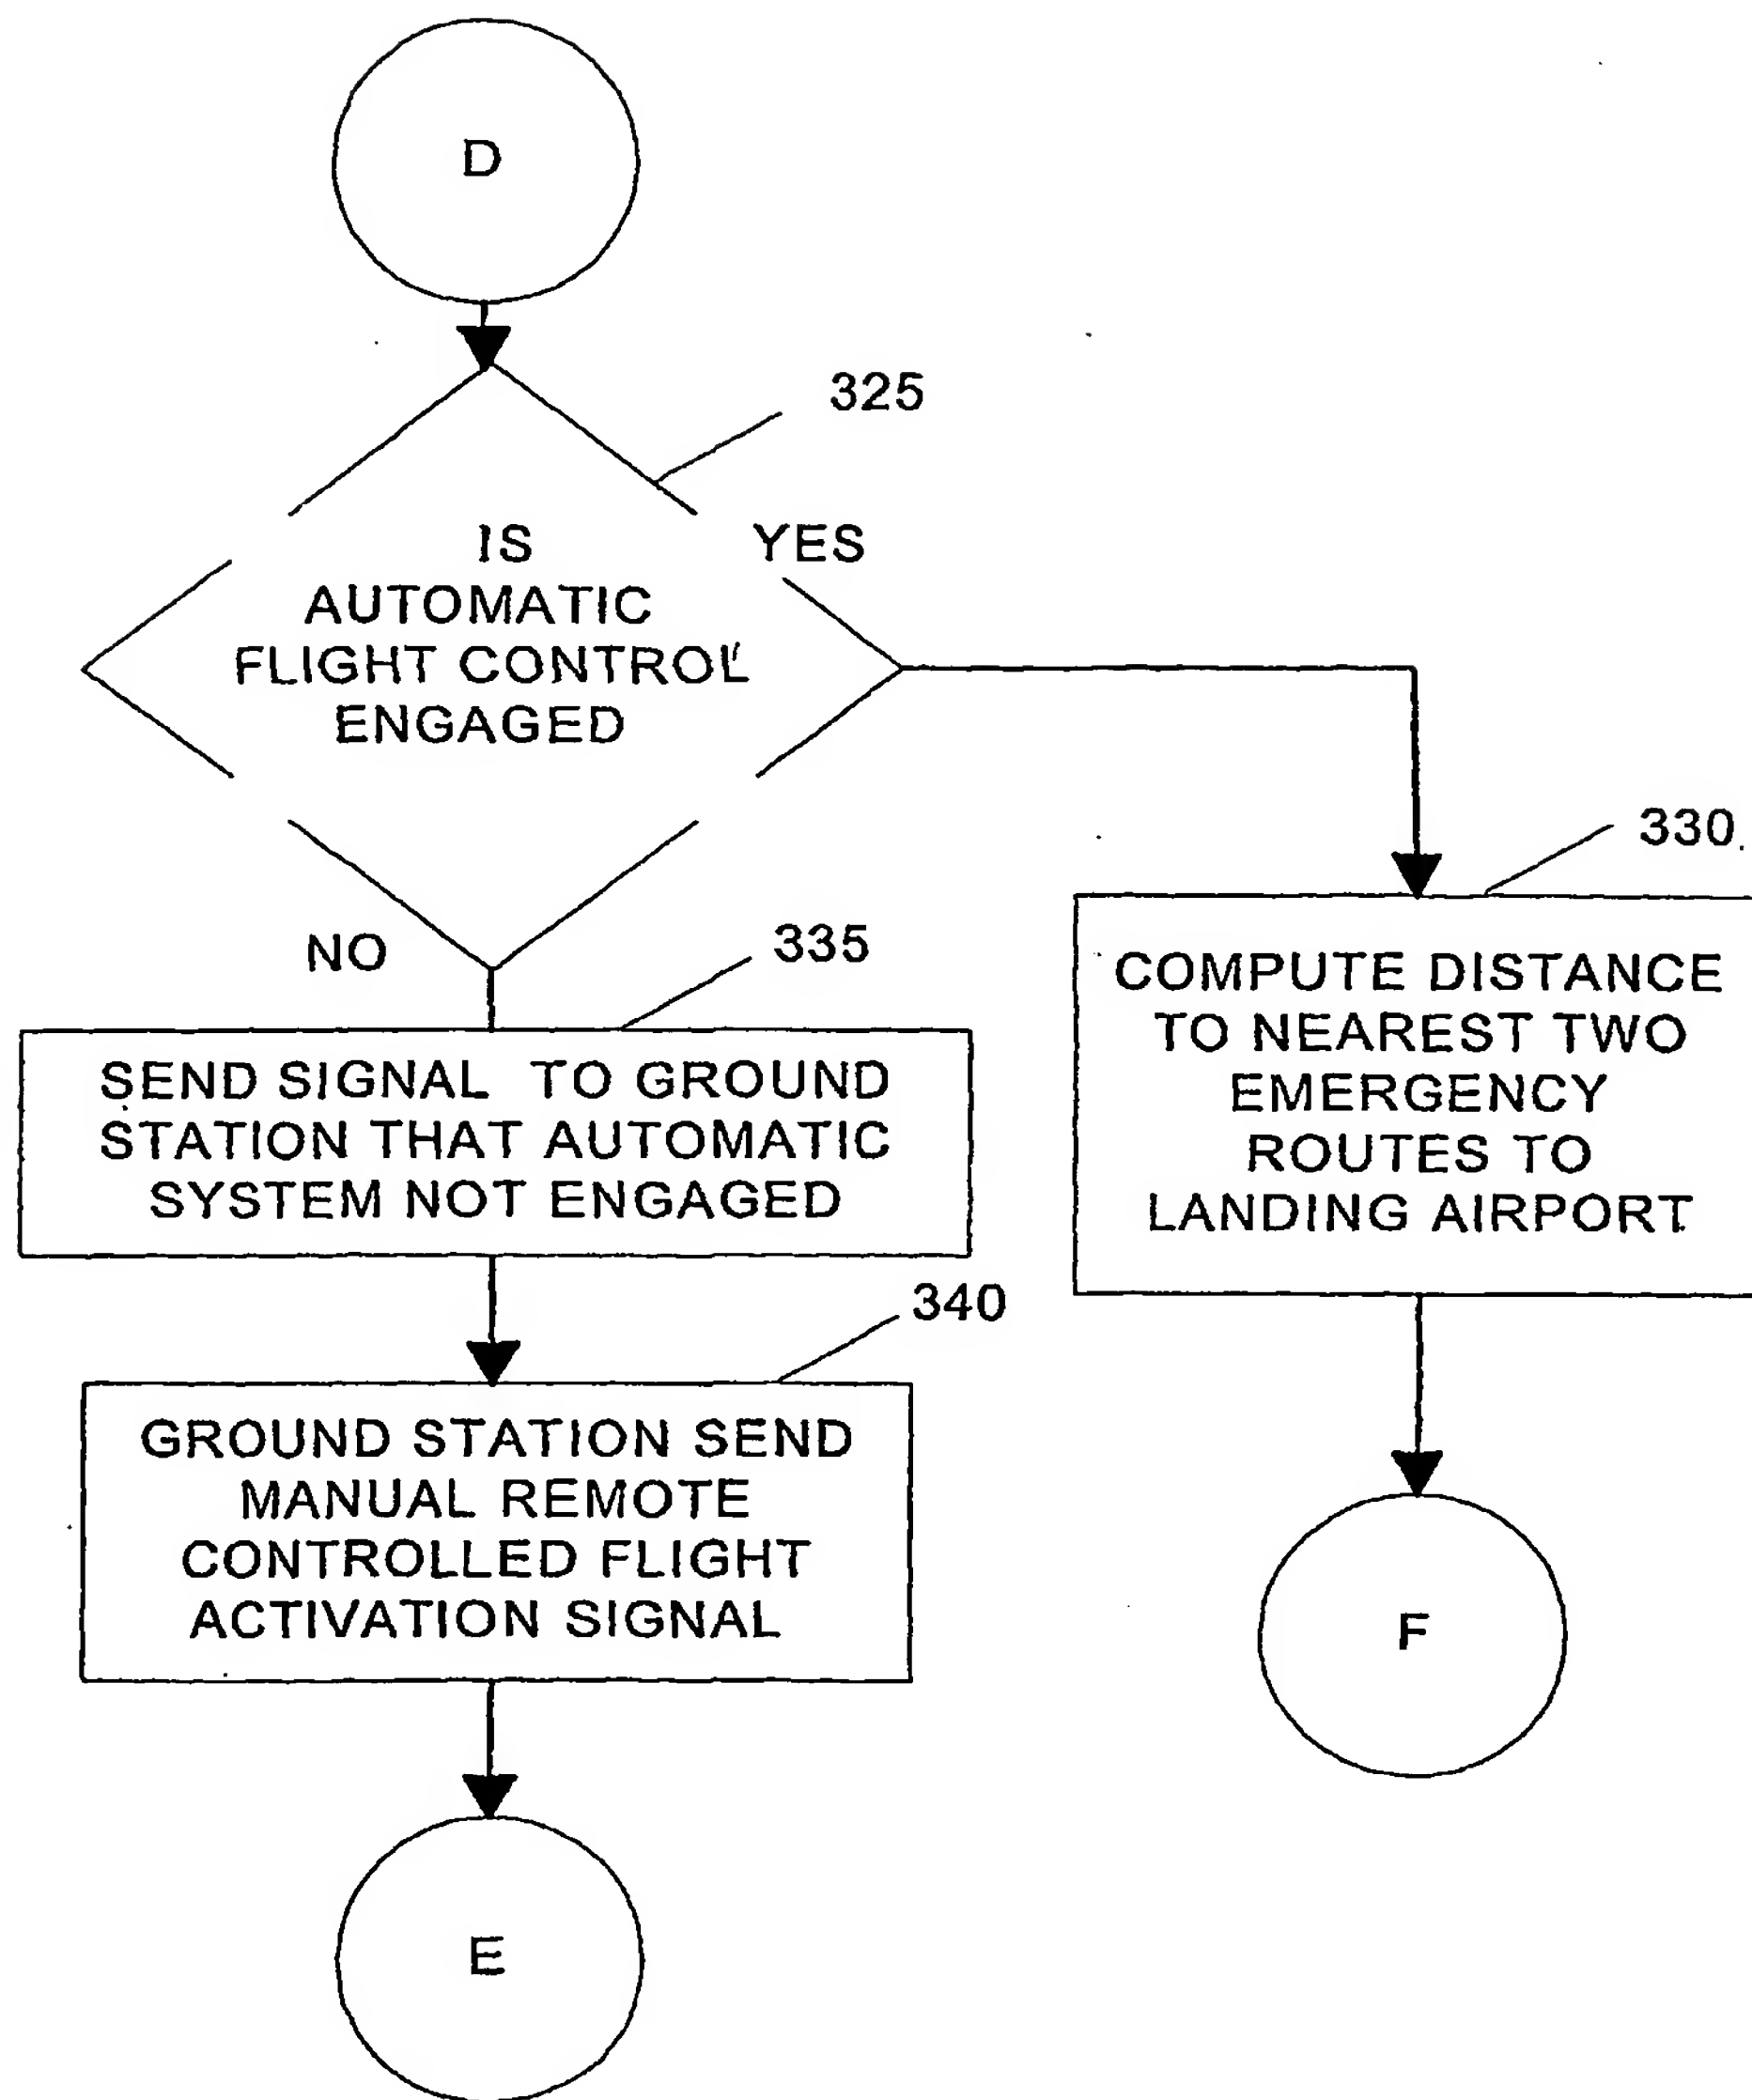 D
325
IS
AUTOMATIC
FLIGHT CONTROL
ENGAGED
YES
NO
335
SEND SIGNAL TO GROUND
STATION THAT AUTOMATIC
SYSTEM NOT ENGAGED
340
GROUND STATION SEND
MANUAL REMOTE
CONTROLLED FLIGHT
ACTIVATION SIGNAL
E
330
COMPUTE DISTANCE
TO NEAREST TWO
EMERGENCY
ROUTES TO
LANDING AIRPORT
F